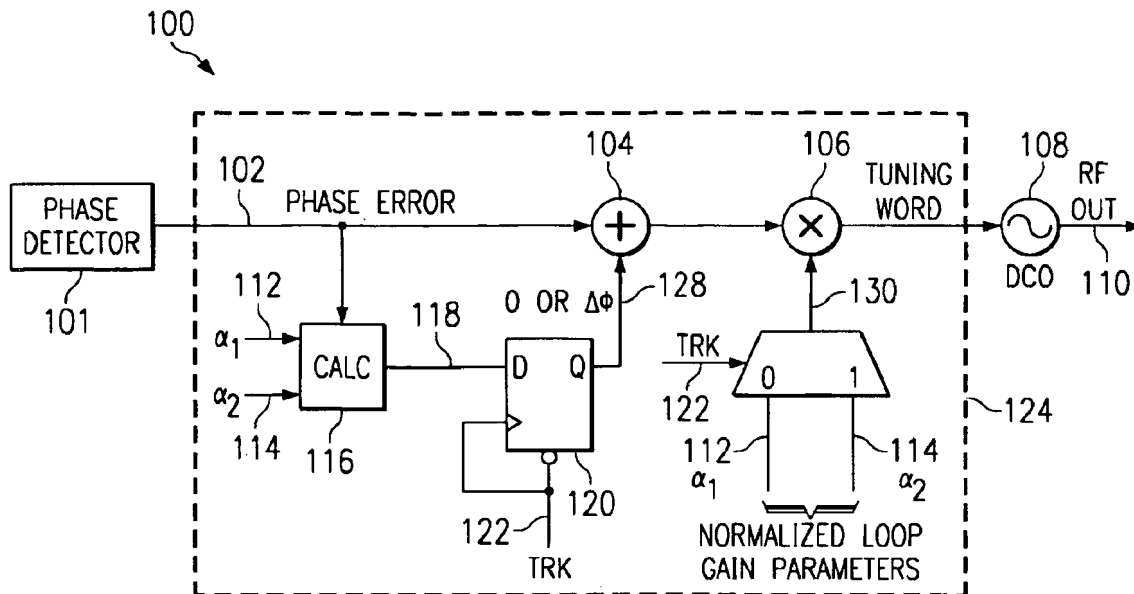 100
104
106
108
102
PHASE ERROR
TUNING
WORD
RF
OUT
PHASE
DETECTOR
101
DCO
110
112
α1
CALC
α2
114
116
118
0 OR ΔΦ
128
D Q
120
122
TRK
130
TRK
122
0 1
124
112
α1
114
α2
NORMALIZED LOOP
GAIN PARAMETERS